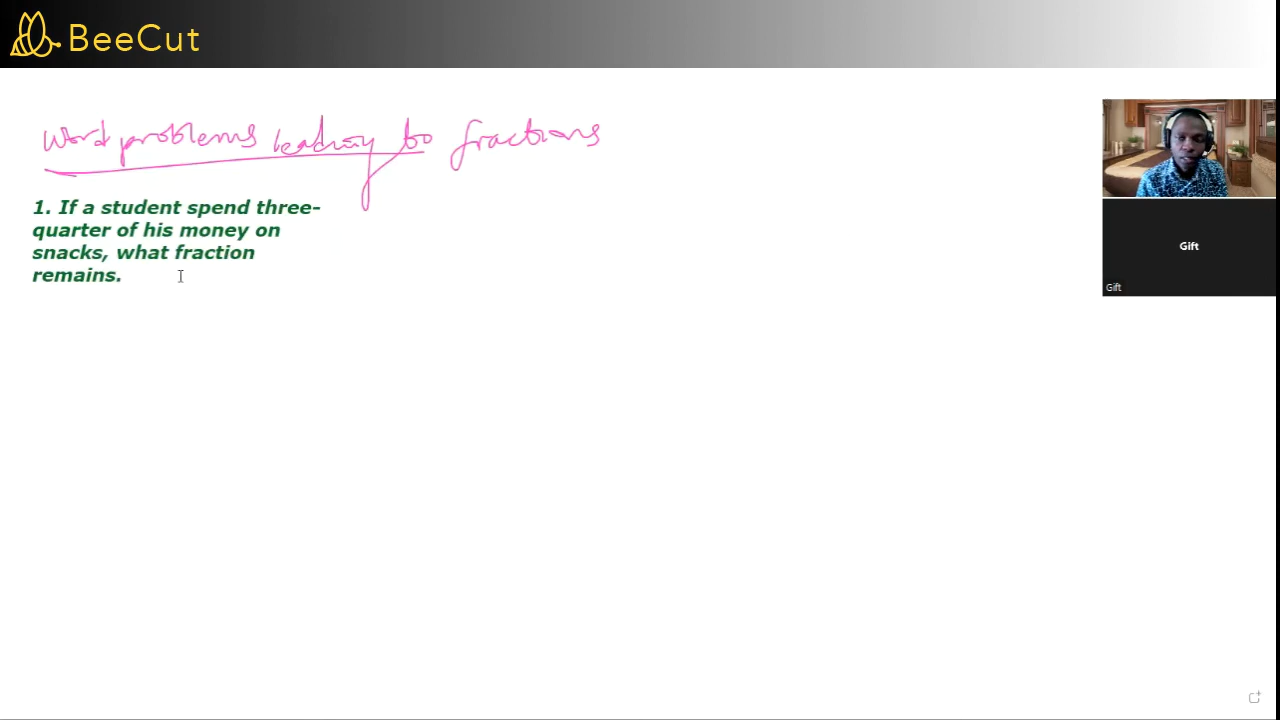 BeeCut
word problems leading to fractions
1. If a student spend three-
quarter of his money on
snacks, what fraction
remains.
Gift
Gift